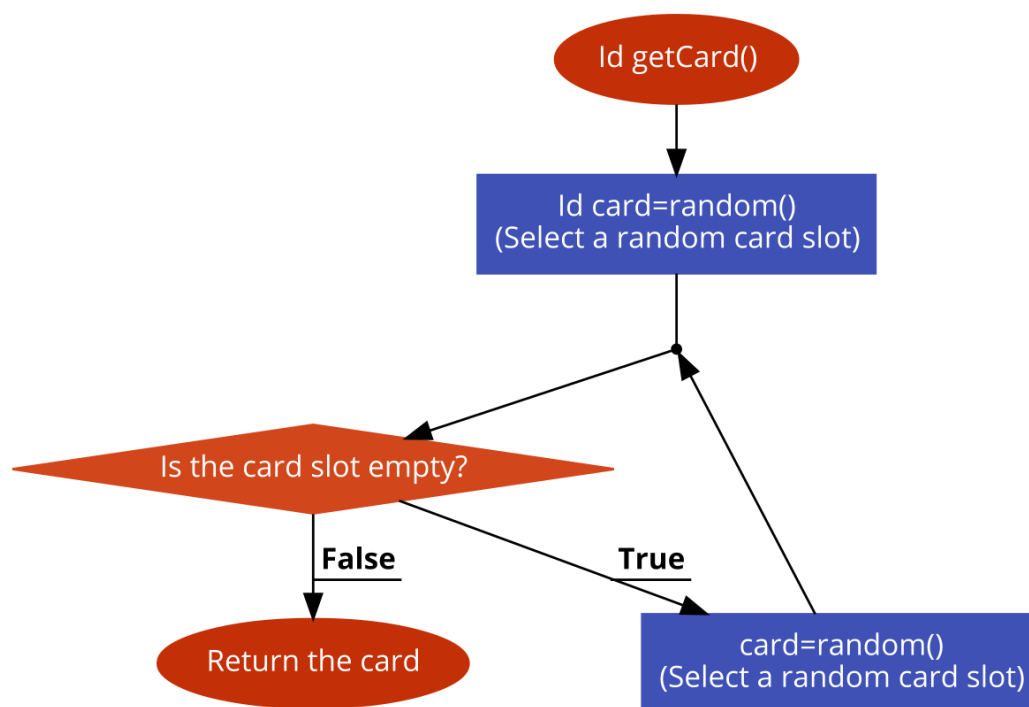 Id getCard()
Id card=random()
(Select a random card slot)
Is the card slot empty?
False
True
Return the card
card=random()
(Select a random card slot)